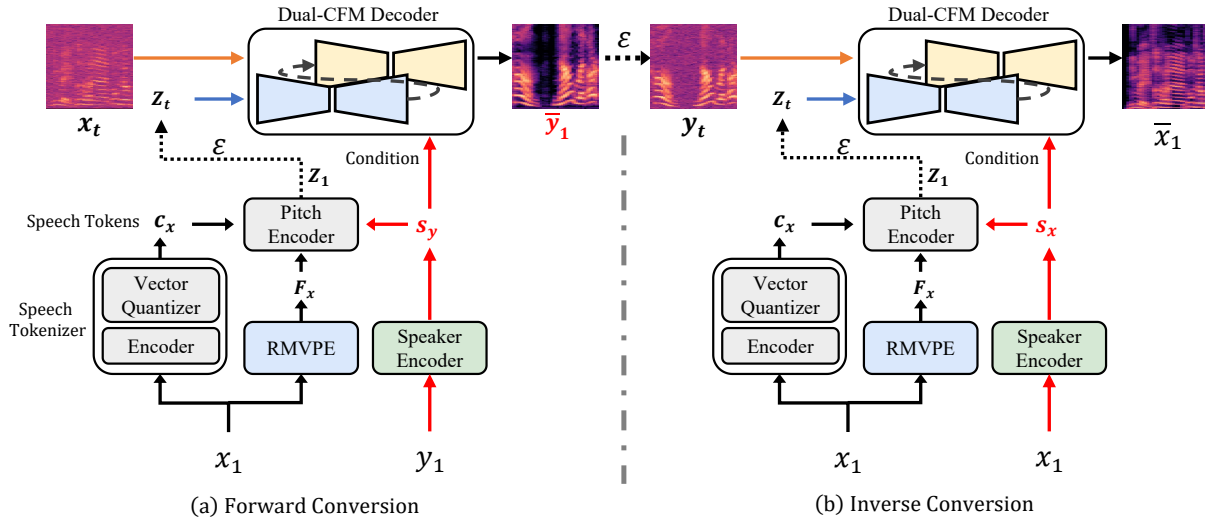 Dual-CFM Decoder
x_t
Z_t
ȳ_1
ε
Z_1
Condition
Speech Tokens
c_x
Pitch
Encoder
s_y
Speech
Tokenizer
Vector
Quantizer
Encoder
F_x
RMVPE
Speaker
Encoder
x_1
y_1
(a) Forward Conversion
ε
Dual-CFM Decoder
y_t
Z_t
x̄_1
ε
Z_1
Condition
c_x
Pitch
Encoder
s_x
Vector
Quantizer
Encoder
F_x
RMVPE
Speaker
Encoder
x_1
x_1
(b) Inverse Conversion